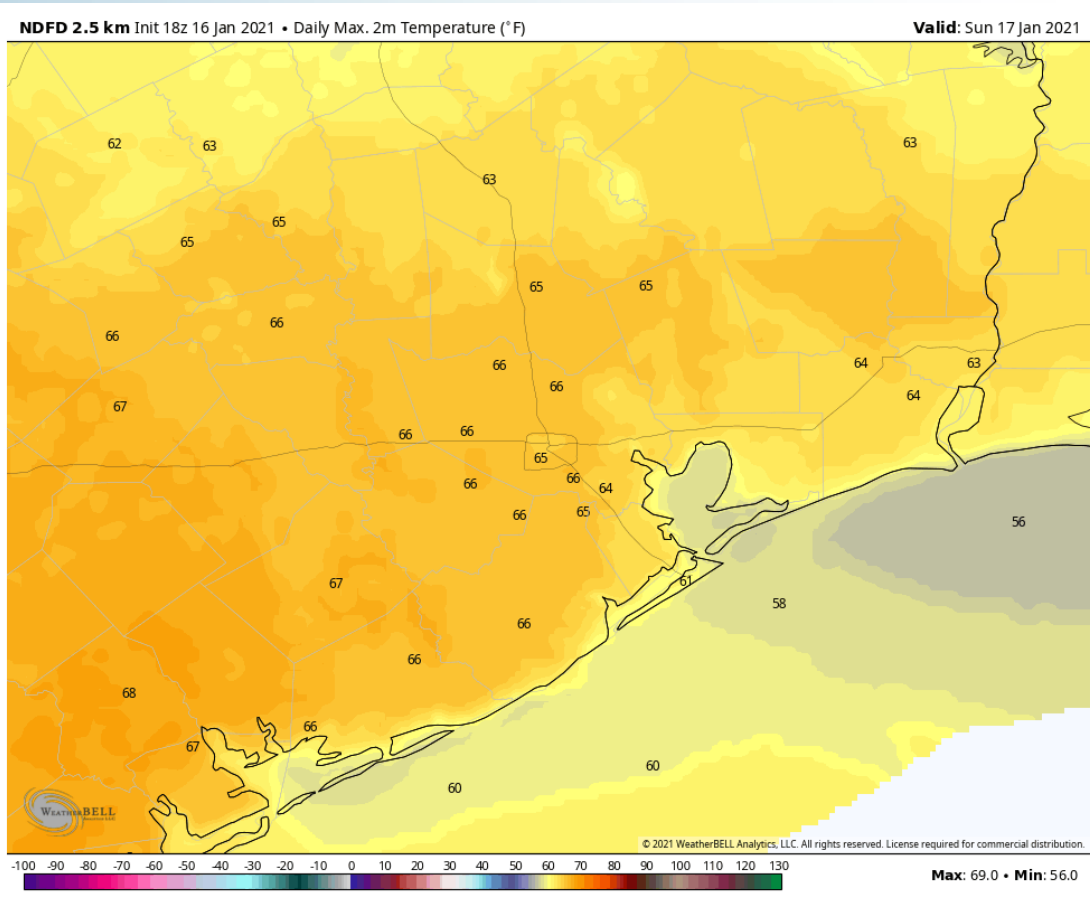 NDFD 2.5 km Init 18z 16 Jan 2021 • Daily Max. 2m Temperature (°F) Valid: Sun 17 Jan 2021
62 63 63
63
65
65
65 65
66 66
66 64 63
66 64
67
66 66
65
66 66 64
66 65 56
67 61
58
66
66
68
66
67
60
60
WEATHERBELL
© 2021 WeatherBELL Analytics, LLC. All rights reserved. License required for commercial distribution.
-100 -90 -80 -70 -60 -50 -40 -30 -20 -10 0 10 20 30 40 50 60 70 80 90 100 110 120 130
Max: 69.0 • Min: 56.0